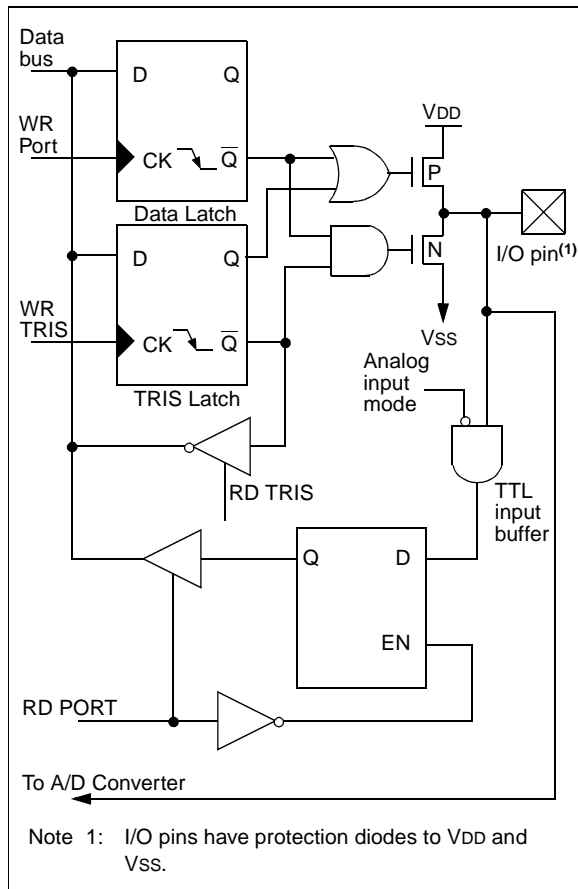 Data
bus
D
Q
WR
Port
CK
Q
Data Latch
VDD
P
N
I/O pin(1)
VSS
D
Q
WR
TRIS
CK
Q
TRIS Latch
Analog
input
mode
RD TRIS
TTL
input
buffer
Q
D
EN
RD PORT
To A/D Converter
Note 1: I/O pins have protection diodes to VDD and
VSS.